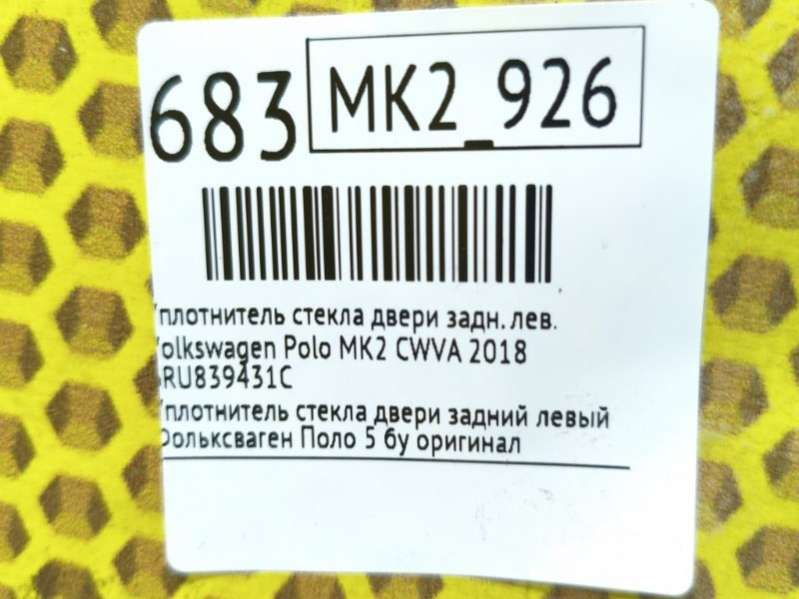 683 MK2_926
Уплотнитель стекла двери задн. лев.
Volkswagen Polo MK2 CWVA 2018
6RU839431C
Уплотнитель стекла двери задний левый
Фольксваген Поло 5 бу оригинал